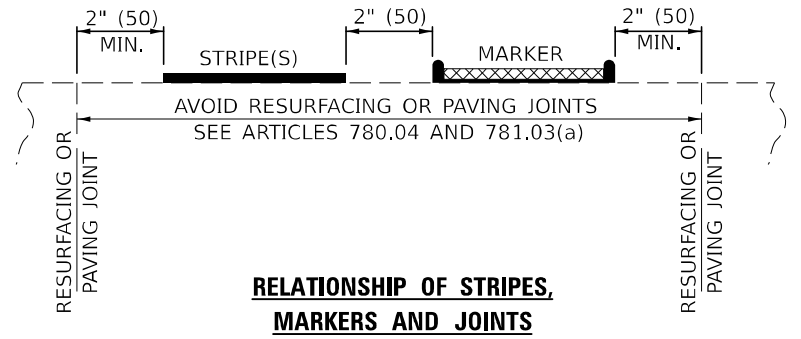 2" (50) 2" (50) 2" (50)
MIN. MIN.
STRIPE(S) MARKER
AVOID RESURFACING OR PAVING JOINTS
SEE ARTICLES 780.04 AND 781.03(a)
RESURFACING OR
PAVING JOINT
RESURFACING OR
PAVING JOINT
RELATIONSHIP OF STRIPES,
MARKERS AND JOINTS